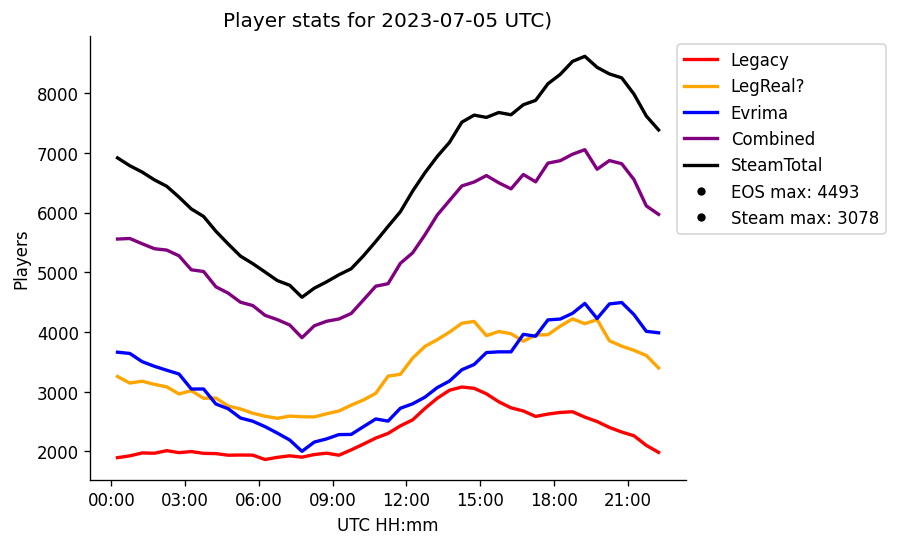 Player stats for 2023-07-05 UTC)
Players
8000
7000
6000
5000
4000
3000
2000
00:00 03:00 06:00 09:00 12:00 15:00 18:00 21:00
UTC HH:mm
Legacy
LegReal?
Evrima
Combined
SteamTotal
EOS max: 4493
Steam max: 3078